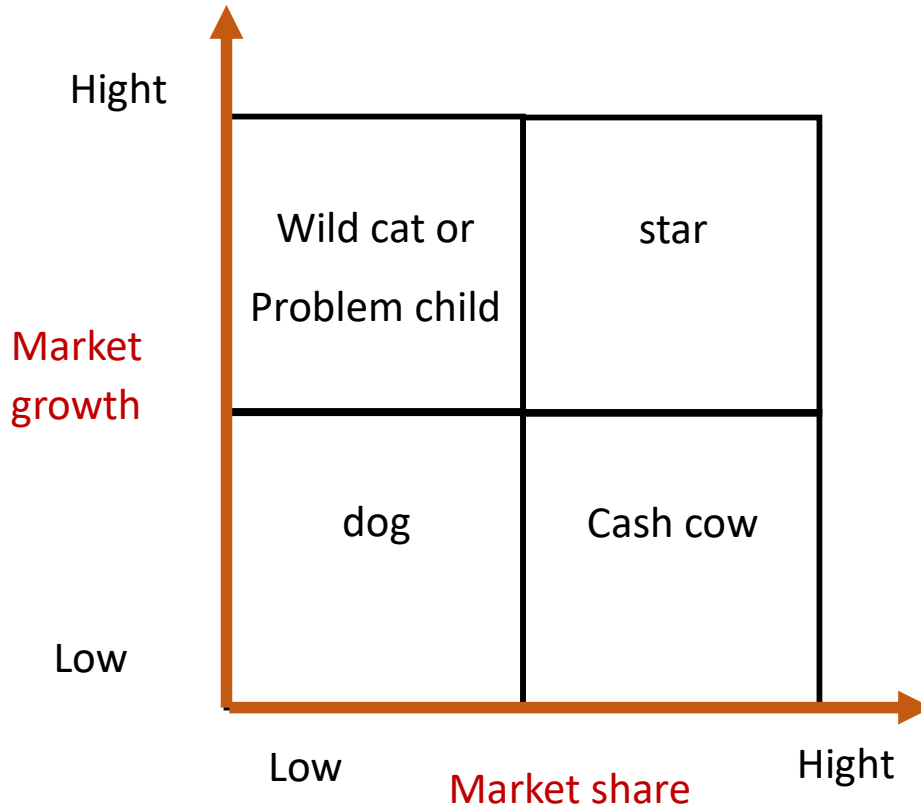 Hight
Wild cat or
Problem child
star
Market
growth
dog
Cash cow
Low
Low
Market share
Hight